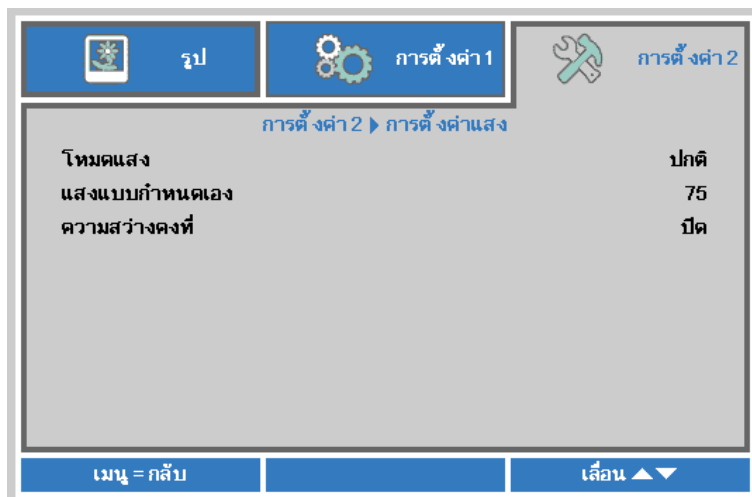 รูป การตั้งค่า 1 การตั้งค่า 2
การตั้งค่า 2 ▶ การตั้งค่าแสง
โหมดแสง ปกติ
แสงแบบกำหนดเอง 75
ความสว่างคงที่ ปิด
เมนู = กลับ เลื่อน ▲▼